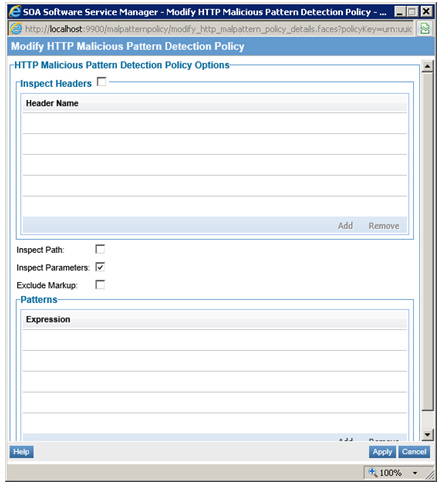 SOA Software Service Manager - Modify HTTP Malicious Pattern Detection Policy - ...
http://localhost:9900/malpatternpolicy/modify_http_malpattern_policy_details.faces?policyKey=urn:uuic
Modify HTTP Malicious Pattern Detection Policy
HTTP Malicious Pattern Detection Policy Options
Inspect Headers
Header Name
Add Remove
Inspect Path:
Inspect Parameters:
Exclude Markup:
Patterns
Expression
Add Remove
Help Apply Cancel
100%